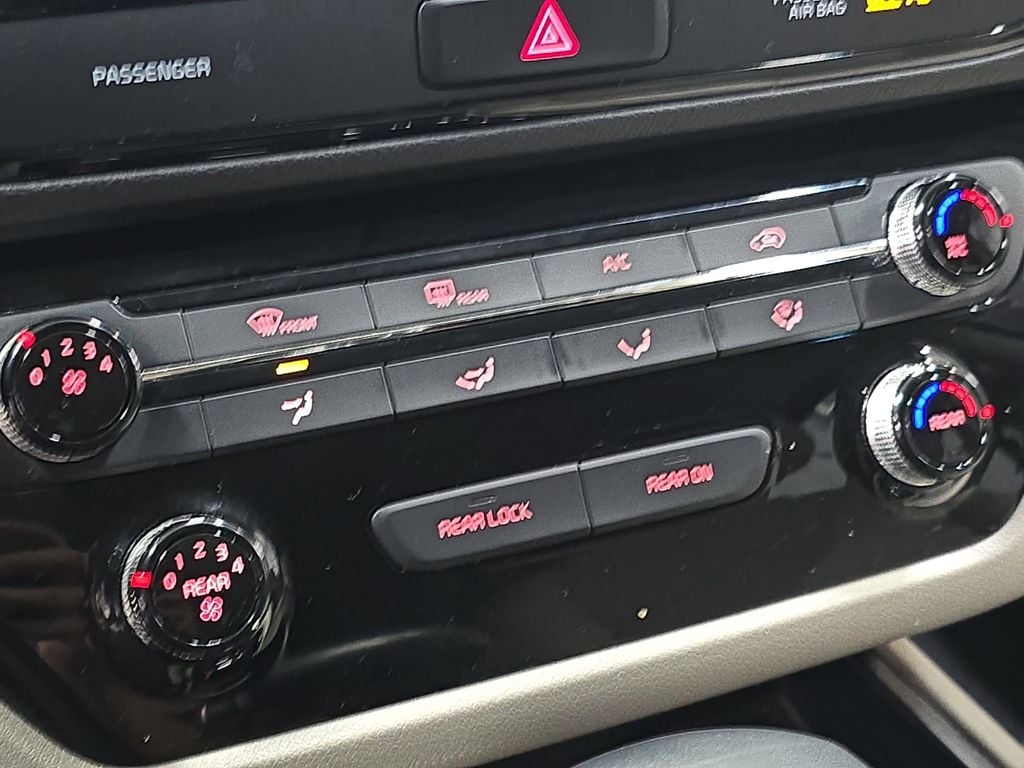 PASSENGER
AIR BAG
FRONT
REAR
A/C
MAX
A/C
0 1 2 3 4
REAR
REAR LOCK
REAR ON
0 1 2 3 4
REAR